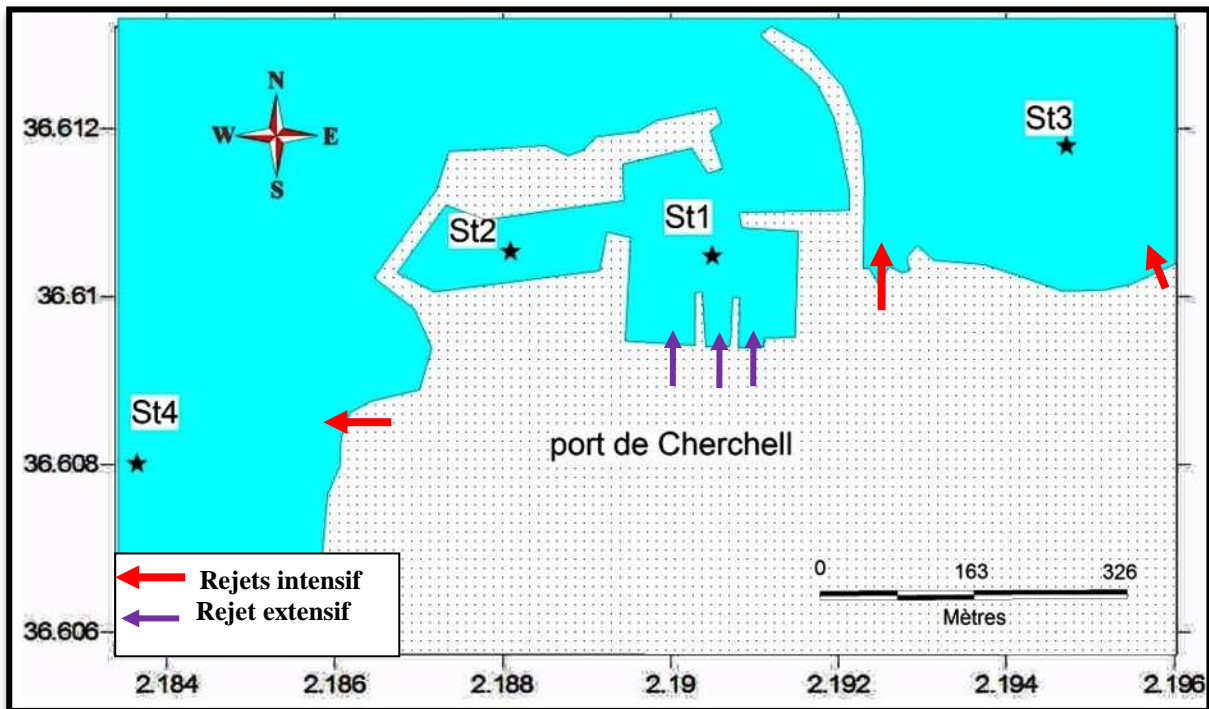 N
W E
S
36.612
36.61
36.608
36.606
St3
St1
St2
St4
port de Cherchell
Rejets intensif
Rejet extensif
0 163 326
Mètres
2.184 2.186 2.188 2.19 2.192 2.194 2.196